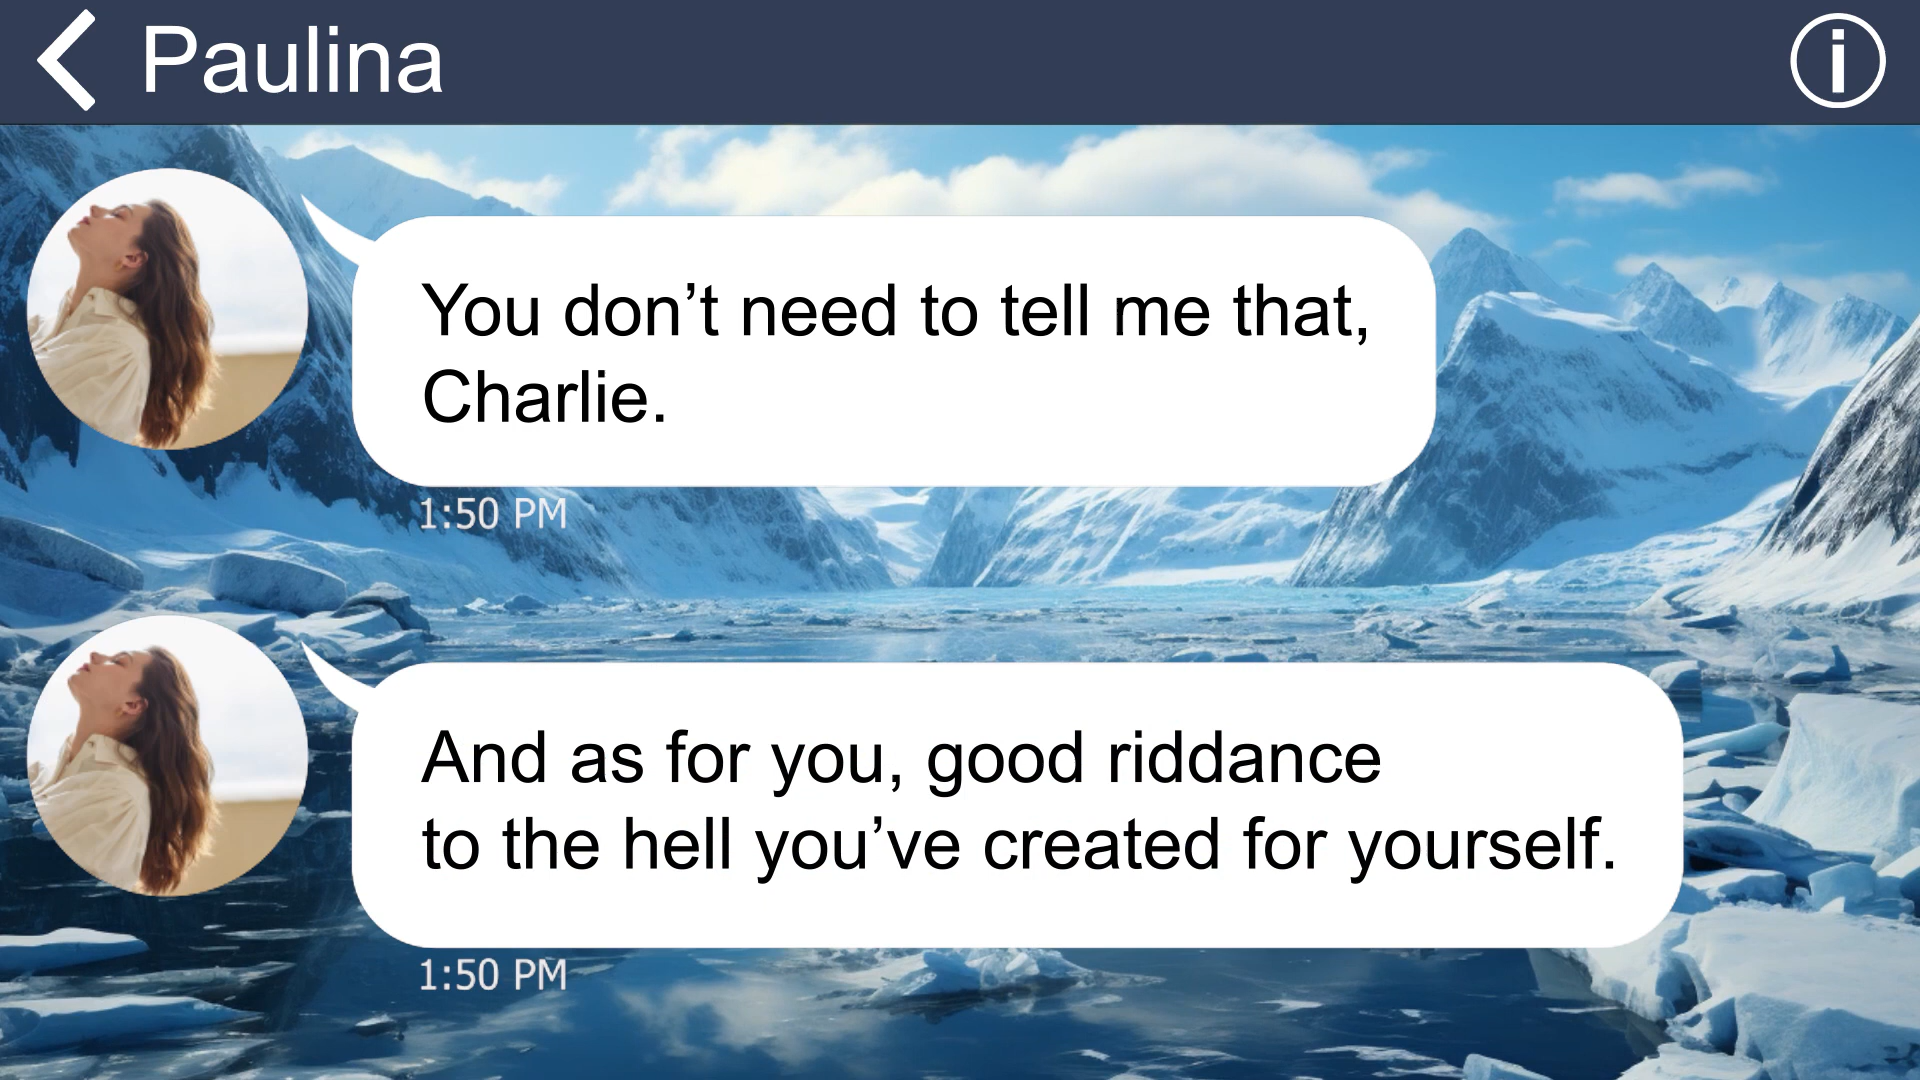 Paulina
You don’t need to tell me that,
Charlie.
1:50 PM
And as for you, good riddance
to the hell you’ve created for yourself.
1:50 PM